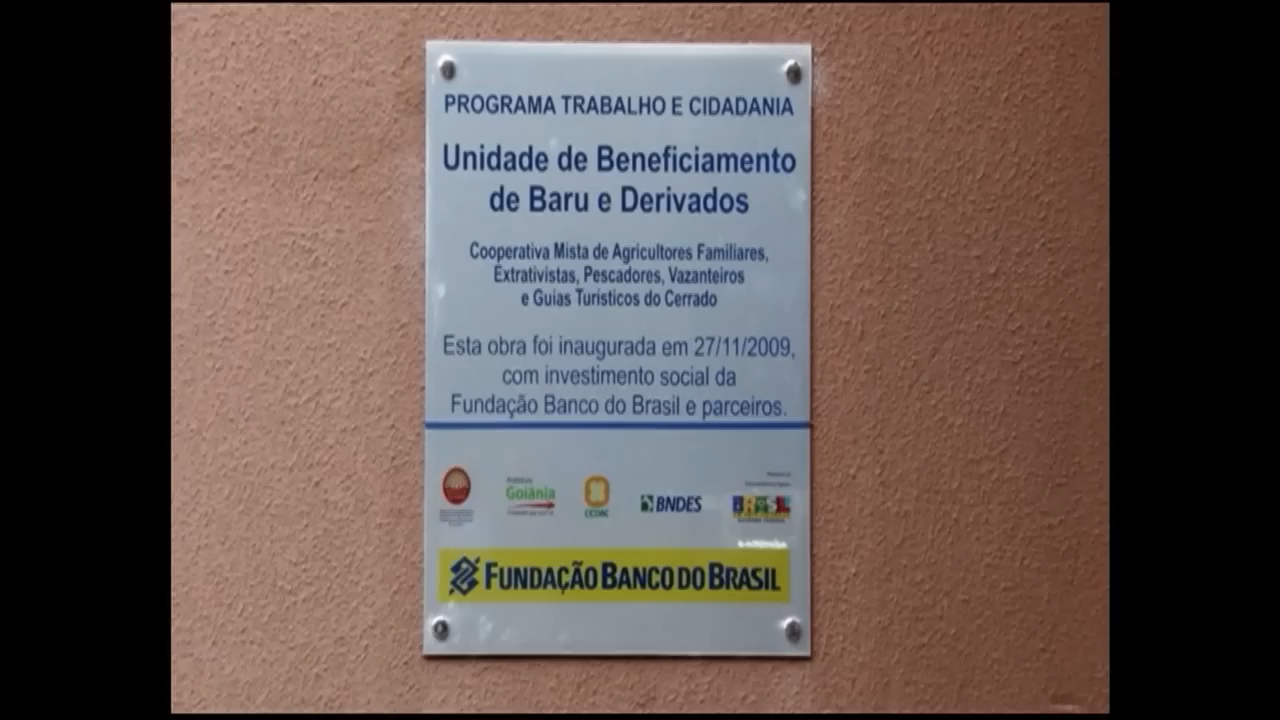 PROGRAMA TRABALHO E CIDADANIA
Unidade de Beneficiamento
de Baru e Derivados
Cooperativa Mista de Agricultores Familiares,
Extrativistas, Pescadores, Vazanteiros
e Guias Turísticos do Cerrado
Esta obra foi inaugurada em 27/11/2009,
com investimento social da
Fundação Banco do Brasil e parceiros.
Prefeitura
Goiânia
CEDAC
BNDES
BRASIL
FUNDAÇÃO BANCO DO BRASIL